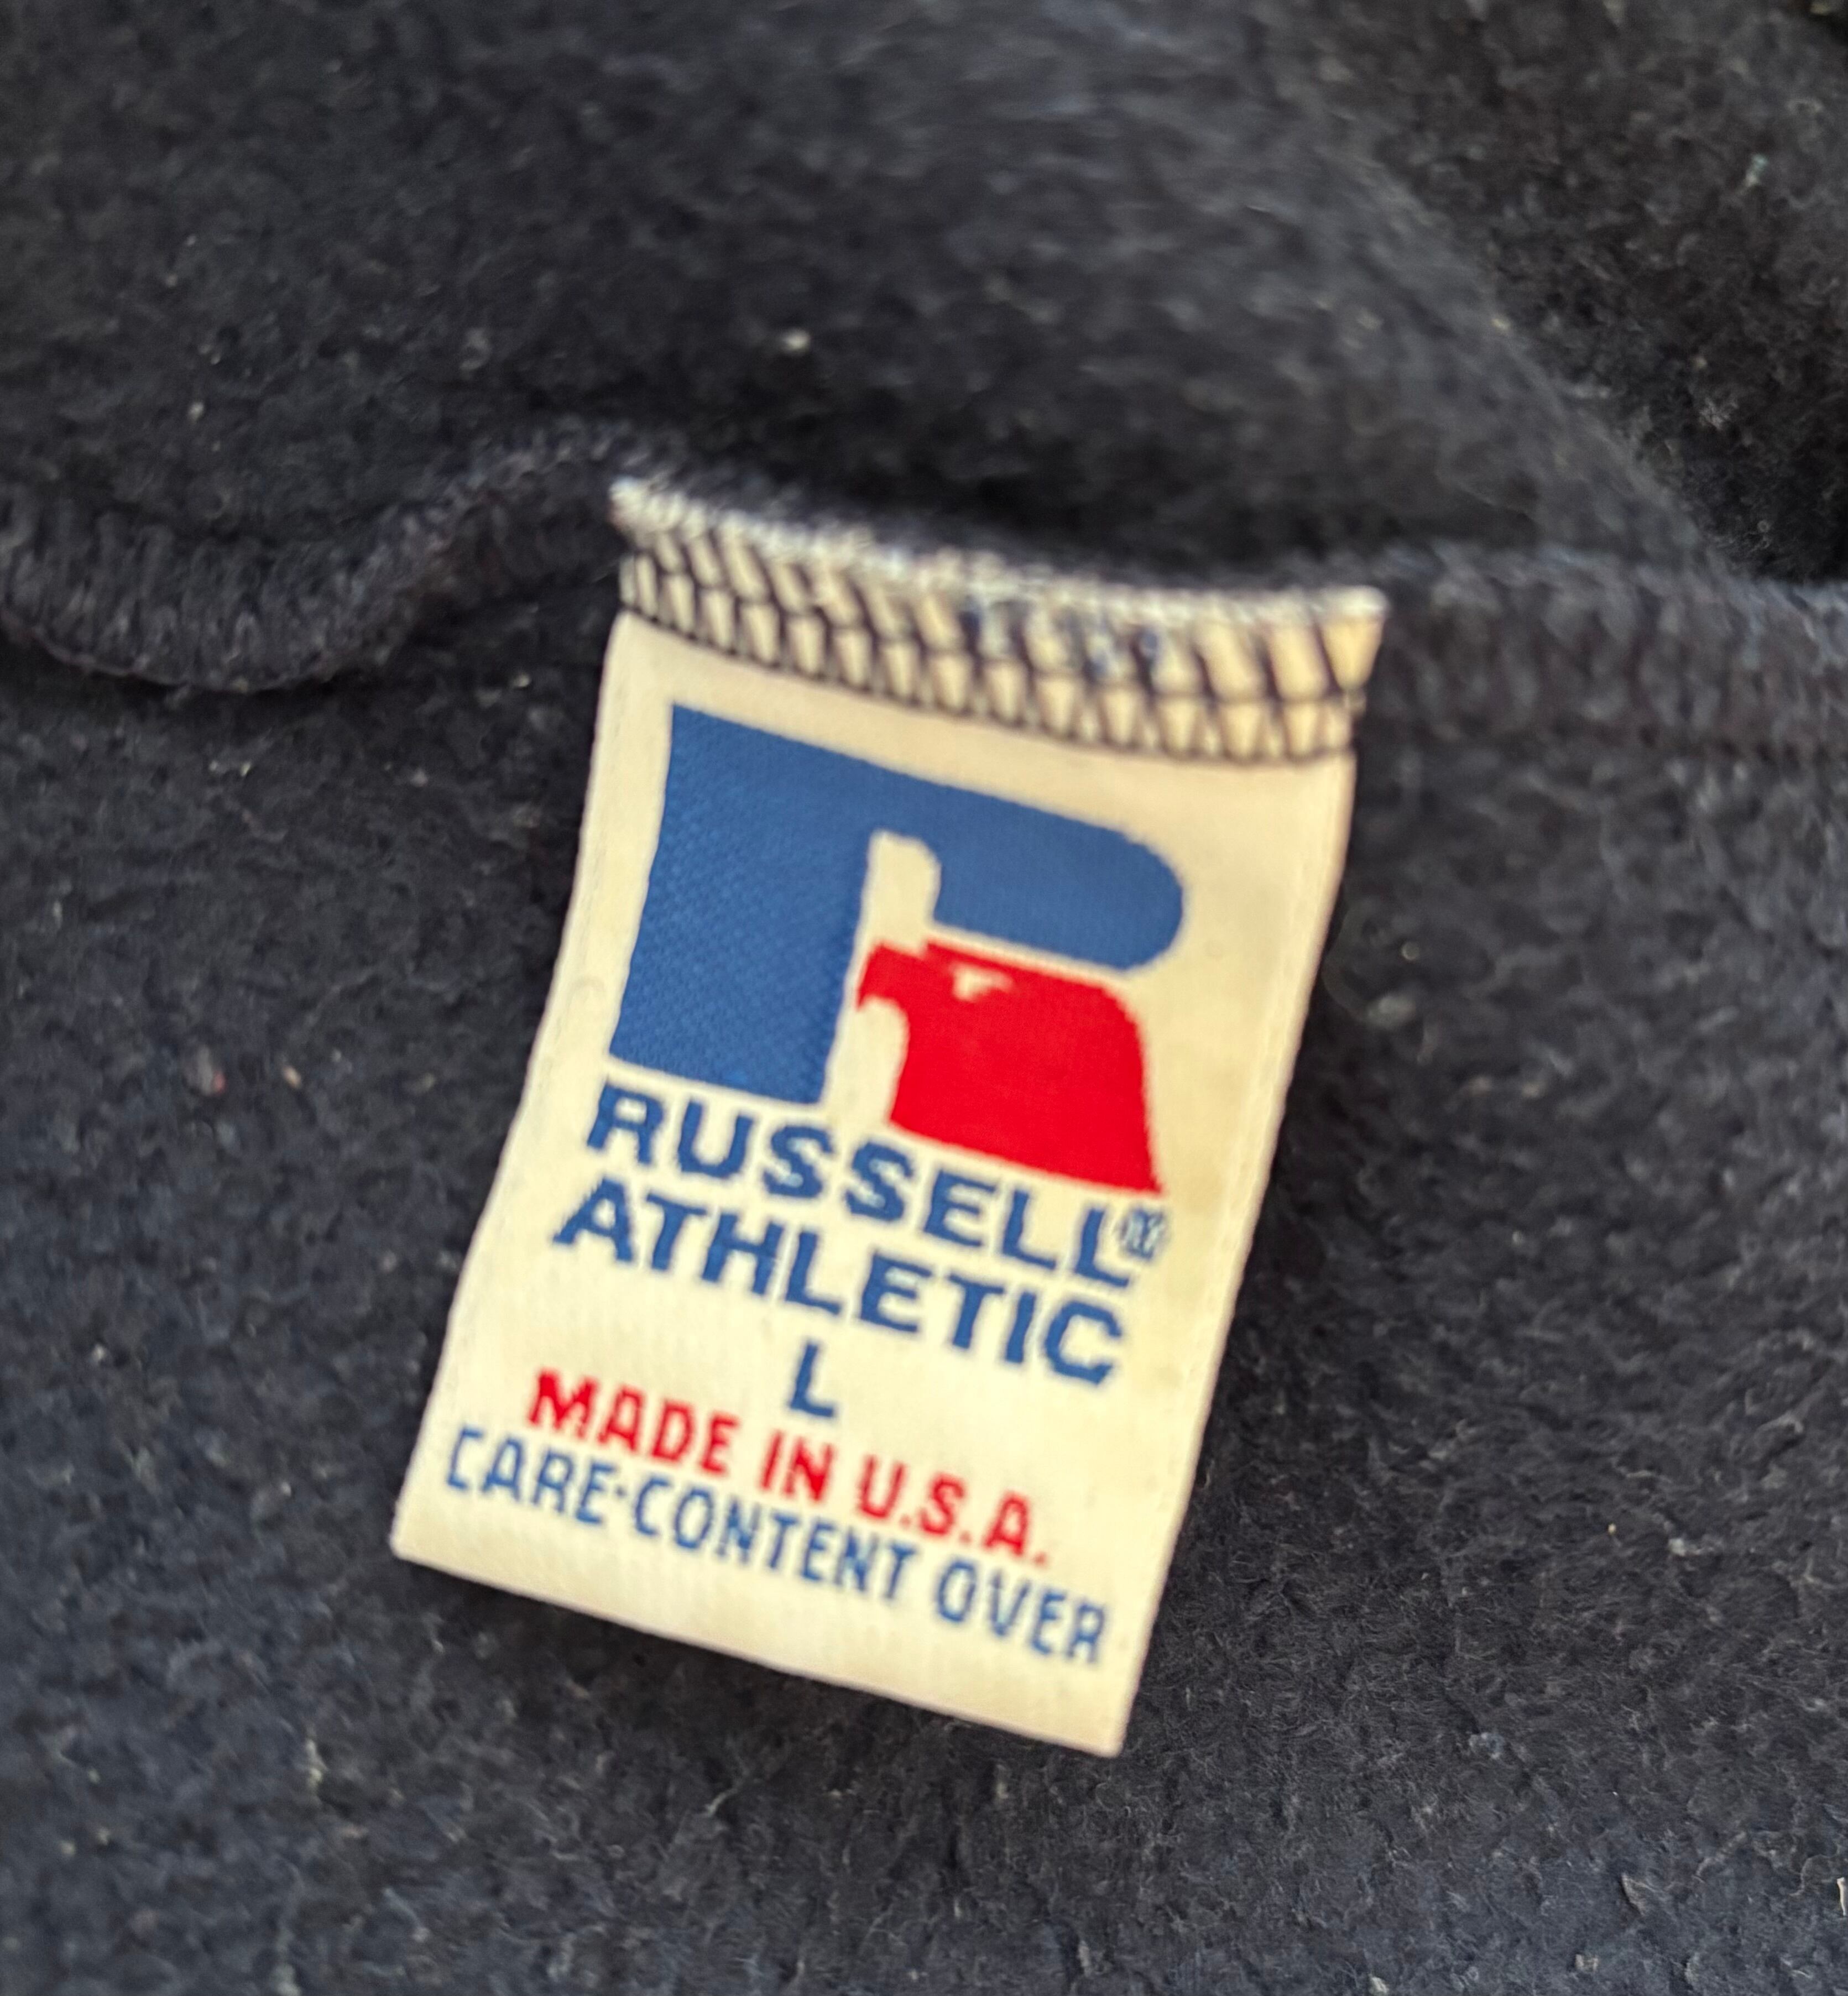 RUSSELL®
ATHLETIC
L
MADE IN U.S.A.
CARE·CONTENT OVER